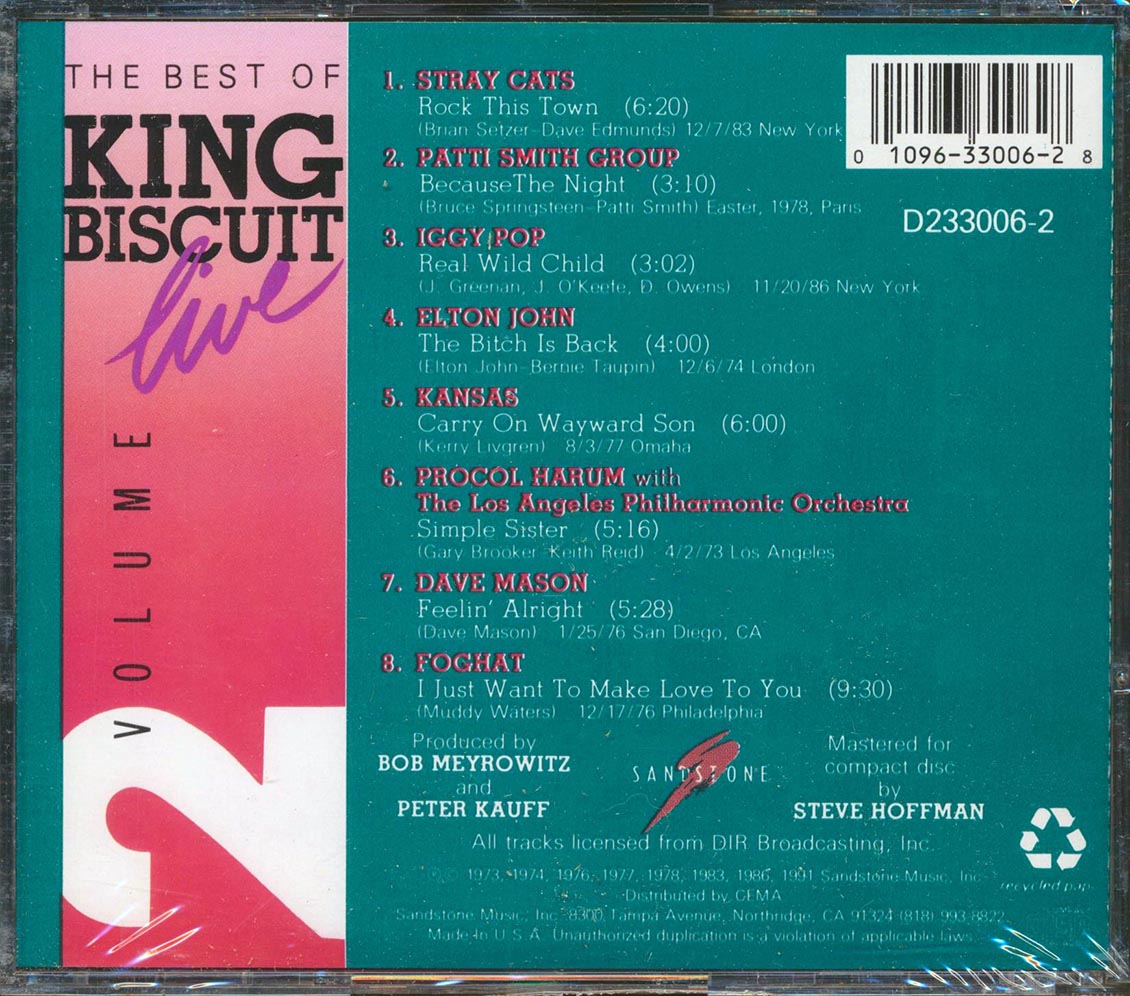 THE BEST OF
KING
BISCUIT
live
VOLUME
2
1. STRAY CATS
Rock This Town (6:20)
(Brian Setzer-Dave Edmunds) 12/7/83 New York
2. PATTI SMITH GROUP
BecauseThe Night (3:10)
(Bruce Springsteen-Patti Smith) Easter, 1978, Paris
3. IGGY POP
Real Wild Child (3:02)
(J. Greenan, J. O'Keefe, D. Owens) 11/20/86 New York
4. ELTON JOHN
The Bitch Is Back (4:00)
(Elton John-Bernie Taupin) 12/6/74 London
5. KANSAS
Carry On Wayward Son (6:00)
(Kerry Livgren) 8/3/77 Omaha
6. PROCOL HARUM with
The Los Angeles Philharmonic Orchestra
Simple Sister (5:16)
(Gary Brooker-Keith Reid) 4/2/73 Los Angeles
7. DAVE MASON
Feelin' Alright (5:28)
(Dave Mason) 1/25/76 San Diego, CA
8. FOGHAT
I Just Want To Make Love To You (9:30)
(Muddy Waters) 12/17/76 Philadelphia
0 1096-33006-2 8
D233006-2
Produced by
BOB MEYROWITZ
and
PETER KAUFF
SANDSTONE
Mastered for
compact disc
by
STEVE HOFFMAN
All tracks licensed from DIR Broadcasting, Inc.
℗ © 1973, 1974, 1976, 1977, 1978, 1983, 1986, 1991 Sandstone Music, Inc.
Distributed by CEMA
Sandstone Music, Inc. 8300 Tampa Avenue, Northridge, CA 91324 (818) 993-8822
Made In U.S.A. Unauthorized duplication is a violation of applicable laws.
recycled